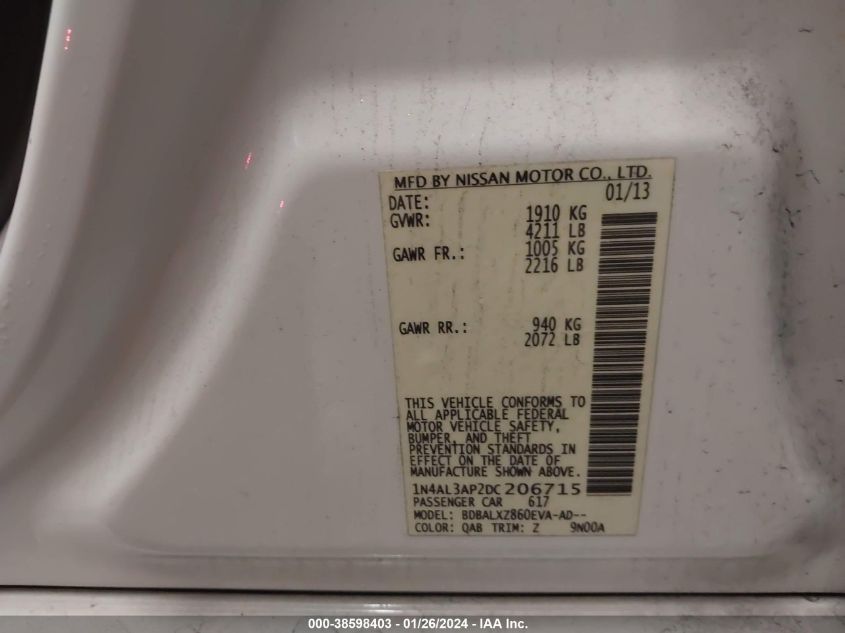 MFD BY NISSAN MOTOR CO., LTD.
DATE: 01/13
GVWR: 1910 KG
4211 LB
GAWR FR.: 1005 KG
2216 LB
GAWR RR.: 940 KG
2072 LB
THIS VEHICLE CONFORMS TO
ALL APPLICABLE FEDERAL
MOTOR VEHICLE SAFETY,
BUMPER, AND THEFT
PREVENTION STANDARDS IN
EFFECT ON THE DATE OF
MANUFACTURE SHOWN ABOVE.
1N4AL3AP2DC206715
PASSENGER CAR 617
MODEL: BDBALXZ860EVA-AD--
COLOR: QAB TRIM: Z 9N00A
000-38598403 - 01/26/2024 - IAA Inc.